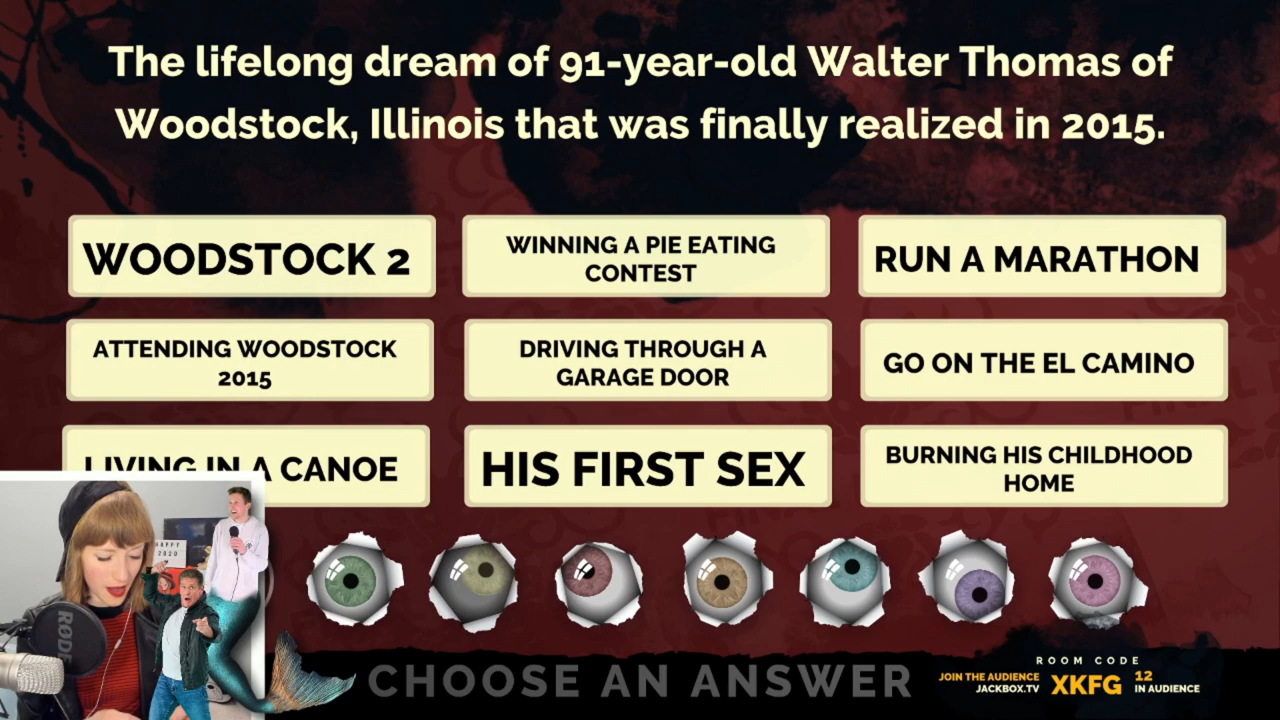 The lifelong dream of 91-year-old Walter Thomas of
Woodstock, Illinois that was finally realized in 2015.
WOODSTOCK 2
WINNING A PIE EATING
CONTEST
RUN A MARATHON
ATTENDING WOODSTOCK
2015
DRIVING THROUGH A
GARAGE DOOR
GO ON THE EL CAMINO
LIVING IN A CANOE
HIS FIRST SEX
BURNING HIS CHILDHOOD
HOME
HAPPY
2020
RODE
CHOOSE AN ANSWER
ROOM CODE
JOIN THE AUDIENCE
JACKBOX.TV
XKFG
12
IN AUDIENCE